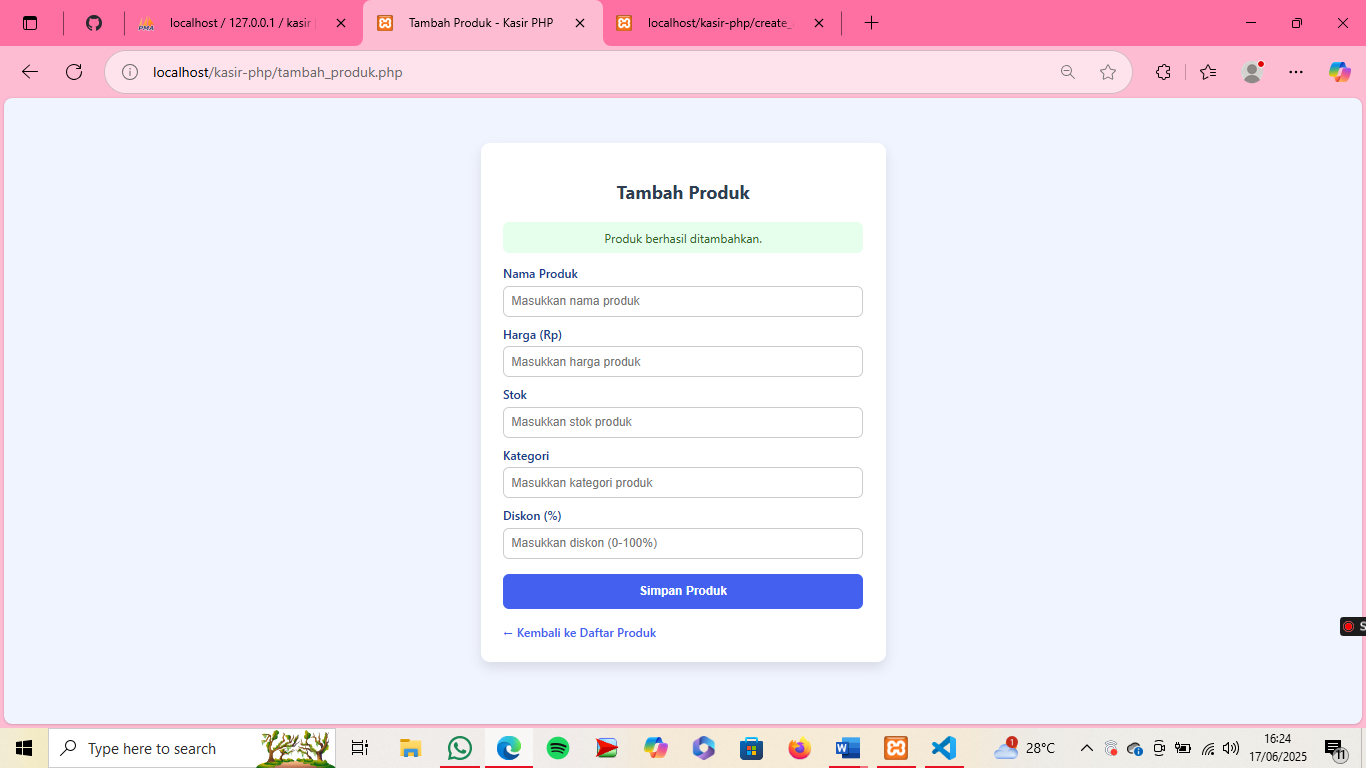 localhost / 127.0.0.1 / kasir
Tambah Produk - Kasir PHP
localhost/kasir-php/create_
localhost/kasir-php/tambah_produk.php
Tambah Produk
Produk berhasil ditambahkan.
Nama Produk
Masukkan nama produk
Harga (Rp)
Masukkan harga produk
Stok
Masukkan stok produk
Kategori
Masukkan kategori produk
Diskon (%)
Masukkan diskon (0-100%)
Simpan Produk
← Kembali ke Daftar Produk
S
Type here to search
1
28°C
16:24
17/06/2025
11